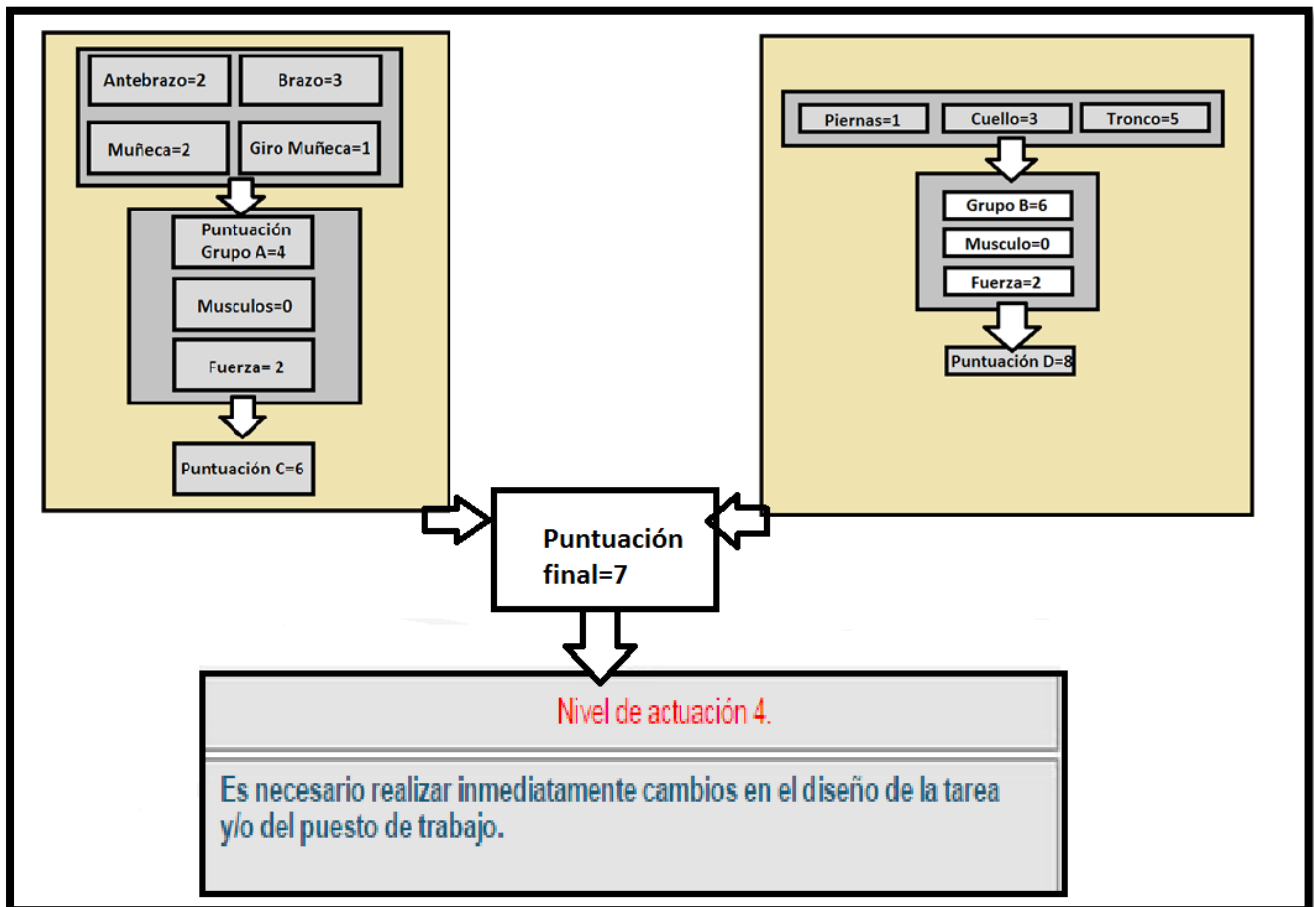 Antebrazo=2
Brazo=3
Muñeca=2
Giro Muñeca=1
Puntuación
Grupo A=4
Musculos=0
Fuerza= 2
Puntuación C=6
Piernas=1
Cuello=3
Tronco=5
Grupo B=6
Musculo=0
Fuerza=2
Puntuación D=8
Puntuación
final=7
Nivel de actuación 4.
Es necesario realizar inmediatamente cambios en el diseño de la tarea
y/o del puesto de trabajo.